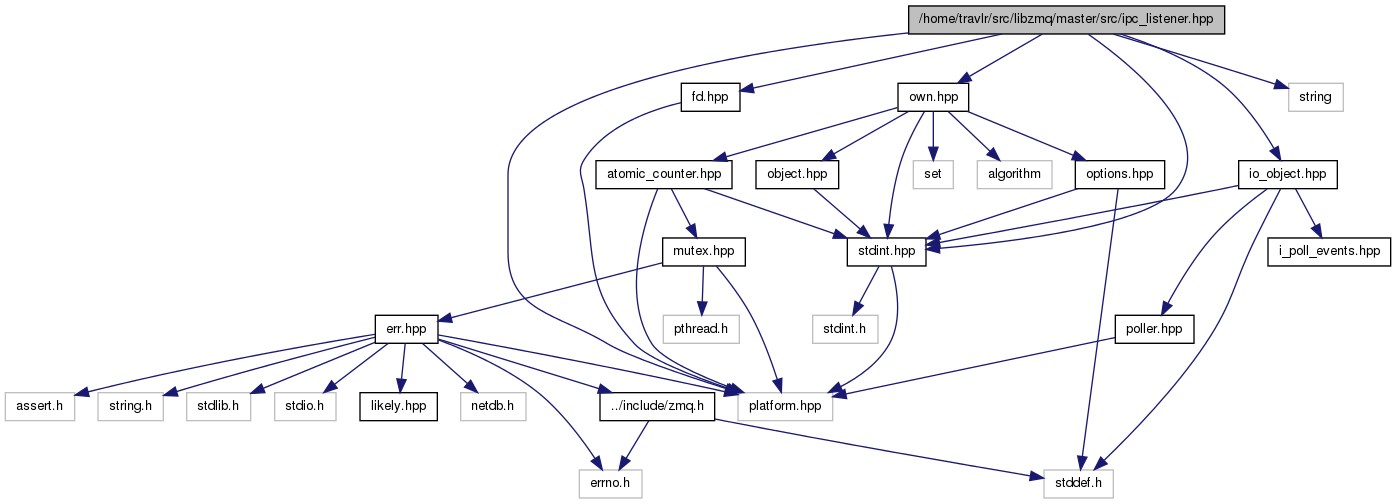 /home/travlr/src/libzmq/master/src/ipc_listener.hpp
fd.hpp
own.hpp
string
atomic_counter.hpp
object.hpp
set
algorithm
options.hpp
io_object.hpp
mutex.hpp
stdint.hpp
i_poll_events.hpp
err.hpp
pthread.h
stdint.h
poller.hpp
assert.h
string.h
stdlib.h
stdio.h
likely.hpp
netdb.h
../include/zmq.h
platform.hpp
errno.h
stddef.h